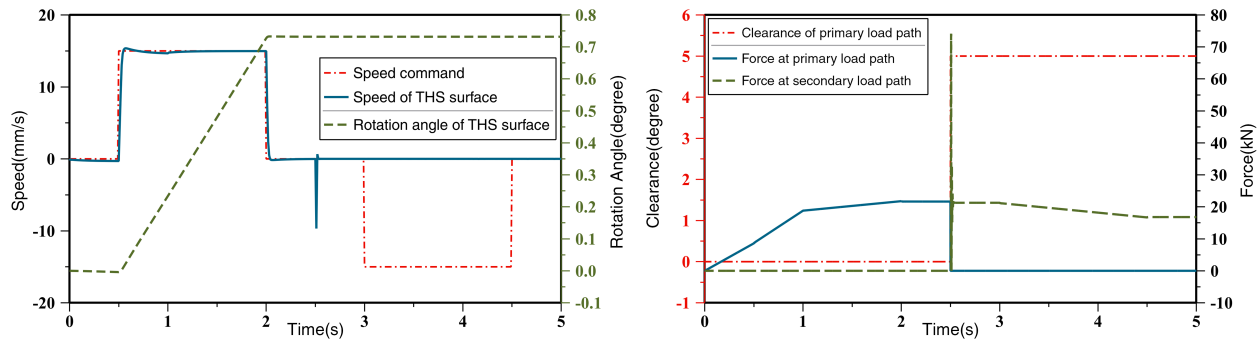 20
10
0
-10
-20
Speed(mm/s)
0.8
0.7
0.6
0.5
0.4
0.3
0.2
0.1
0.0
-0.1
Rotation Angle(degree)
Speed command
Speed of THS surface
Rotation angle of THS surface
0 1 2 3 4 5
Time(s)
6
5
4
3
2
1
0
-1
Clearance(degree)
80
70
60
50
40
30
20
10
0
-10
Force(kN)
Clearance of primary load path
Force at primary load path
Force at secondary load path
0 1 2 3 4 5
Time(s)